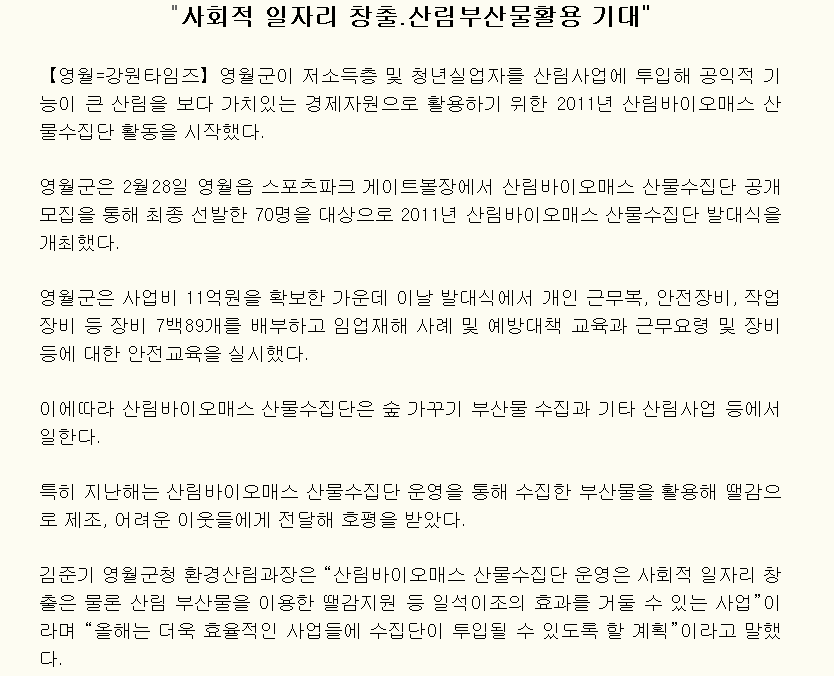 "사회적 일자리 창출.산림부산물활용 기대"
【영월=강원타임즈】영월군이 저소득층 및 청년실업자를 산림사업에 투입해 공익적 기
능이 큰 산림을 보다 가치있는 경제자원으로 활용하기 위한 2011년 산림바이오매스 산
물수집단 활동을 시작했다.
영월군은 2월28일 영월읍 스포츠파크 게이트볼장에서 산림바이오매스 산물수집단 공개
모집을 통해 최종 선발한 70명을 대상으로 2011년 산림바이오매스 산물수집단 발대식을
개최했다.
영월군은 사업비 11억원을 확보한 가운데 이날 발대식에서 개인 근무복, 안전장비, 작업
장비 등 장비 7백89개를 배부하고 임업재해 사례 및 예방대책 교육과 근무요령 및 장비
등에 대한 안전교육을 실시했다.
이에따라 산림바이오매스 산물수집단은 숲 가꾸기 부산물 수집과 기타 산림사업 등에서
일한다.
특히 지난해는 산림바이오매스 산물수집단 운영을 통해 수집한 부산물을 활용해 땔감으
로 제조, 어려운 이웃들에게 전달해 호평을 받았다.
김준기 영월군청 환경산림과장은 “산림바이오매스 산물수집단 운영은 사회적 일자리 창
출은 물론 산림 부산물을 이용한 땔감지원 등 일석이조의 효과를 거둘 수 있는 사업”이
라며 “올해는 더욱 효율적인 사업들에 수집단이 투입될 수 있도록 할 계획”이라고 말했
다.